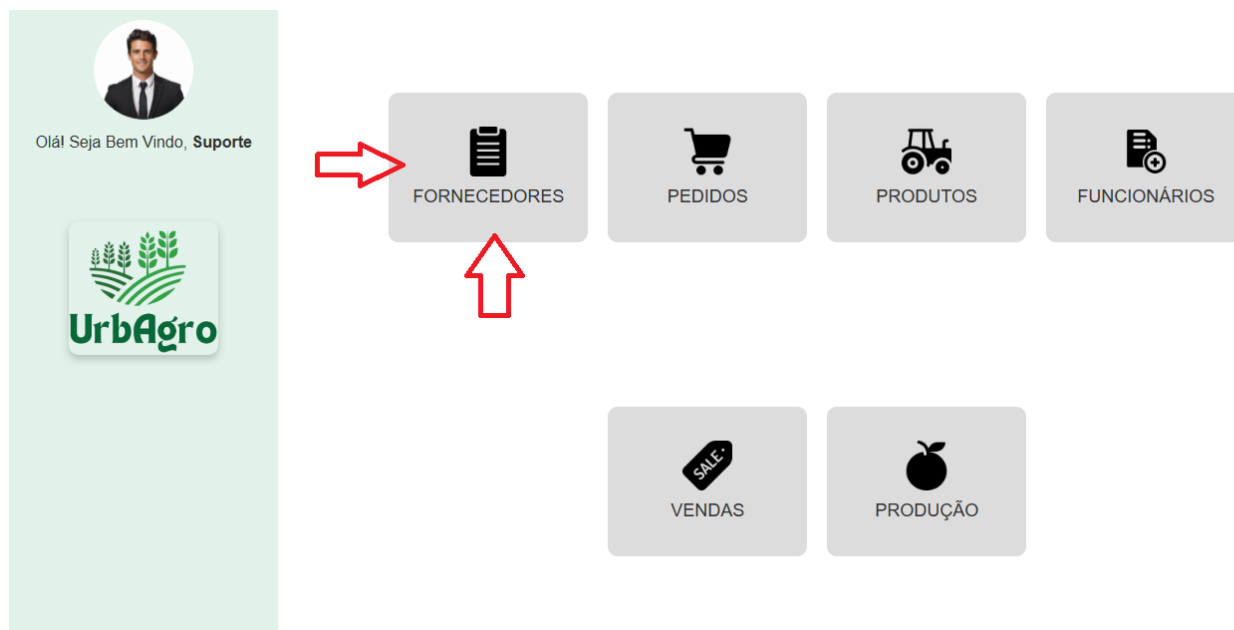 Olá! Seja Bem Vindo, Suporte
UrbAgro
FORNECEDORES
PEDIDOS
PRODUTOS
FUNCIONÁRIOS
SALE
VENDAS
PRODUÇÃO